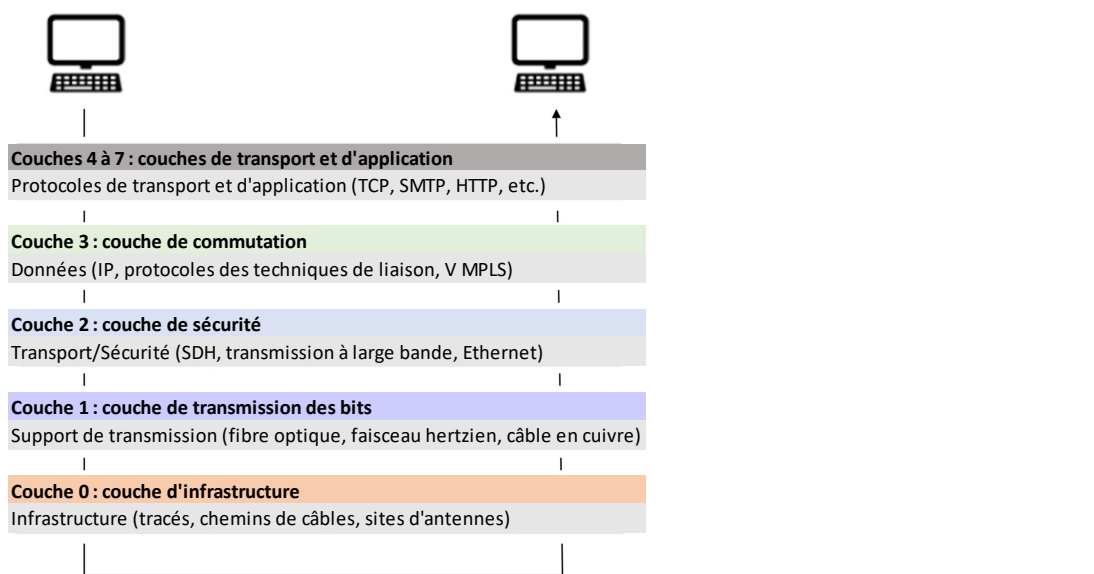 Couches 4 à 7 : couches de transport et d'application
Protocoles de transport et d'application (TCP, SMTP, HTTP, etc.)
Couche 3 : couche de commutation
Données (IP, protocoles des techniques de liaison, V MPLS)
Couche 2 : couche de sécurité
Transport/Sécurité (SDH, transmission à large bande, Ethernet)
Couche 1 : couche de transmission des bits
Support de transmission (fibre optique, faisceau hertzien, câble en cuivre)
Couche 0 : couche d'infrastructure
Infrastructure (tracés, chemins de câbles, sites d'antennes)